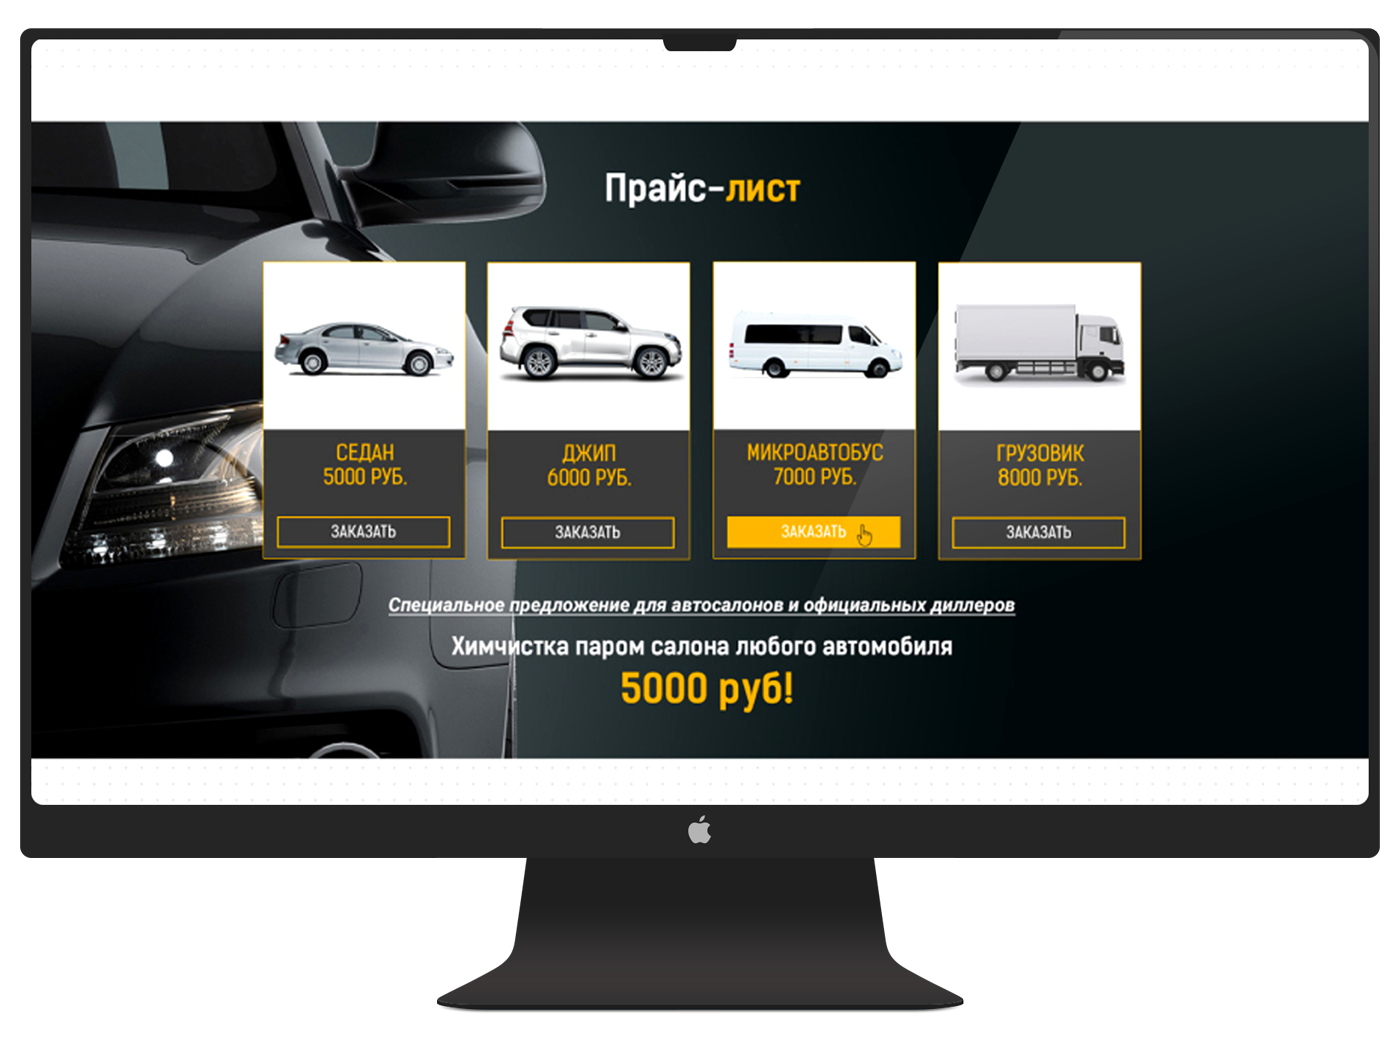 Прайс-лист
СЕДАН
5000 РУБ.
ЗАКАЗАТЬ
ДЖИП
6000 РУБ.
ЗАКАЗАТЬ
МИКРОАВТОБУС
7000 РУБ.
ЗАКАЗАТЬ
ГРУЗОВИК
8000 РУБ.
ЗАКАЗАТЬ
Специальное предложение для автосалонов и официальных диллеров
Химчистка паром салона любого автомобиля
5000 руб!